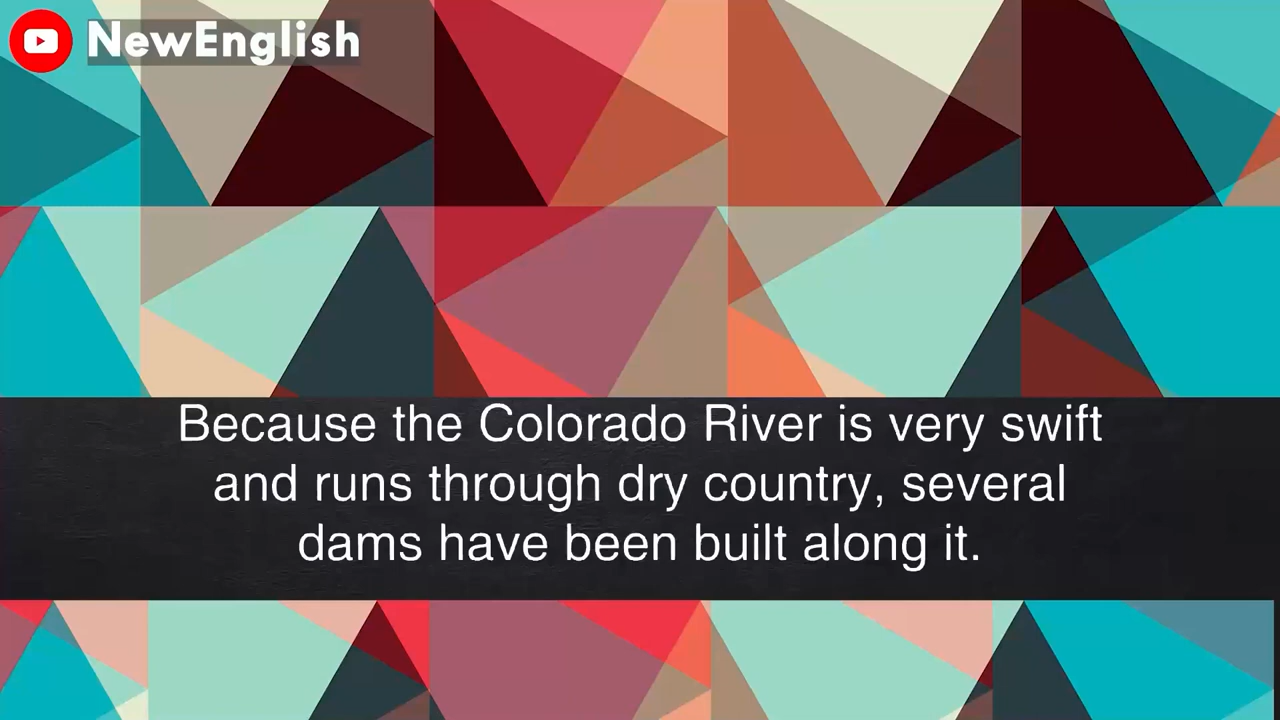 NewEnglish
Because the Colorado River is very swift
and runs through dry country, several
dams have been built along it.